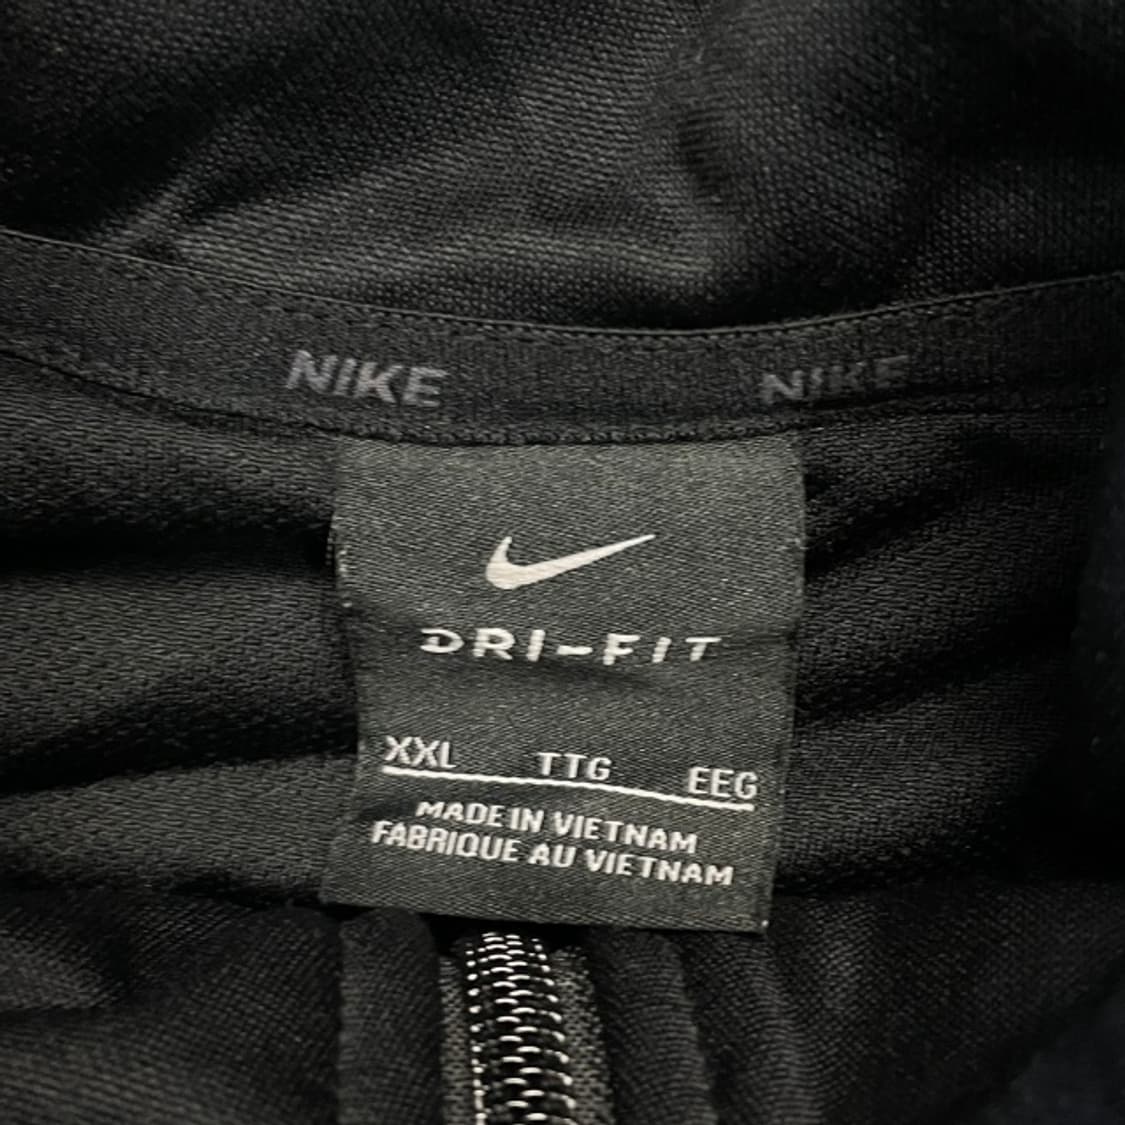 NIKE NIKE
DRI-FIT
XXL TTG EEG
MADE IN VIETNAM
FABRIQUE AU VIETNAM